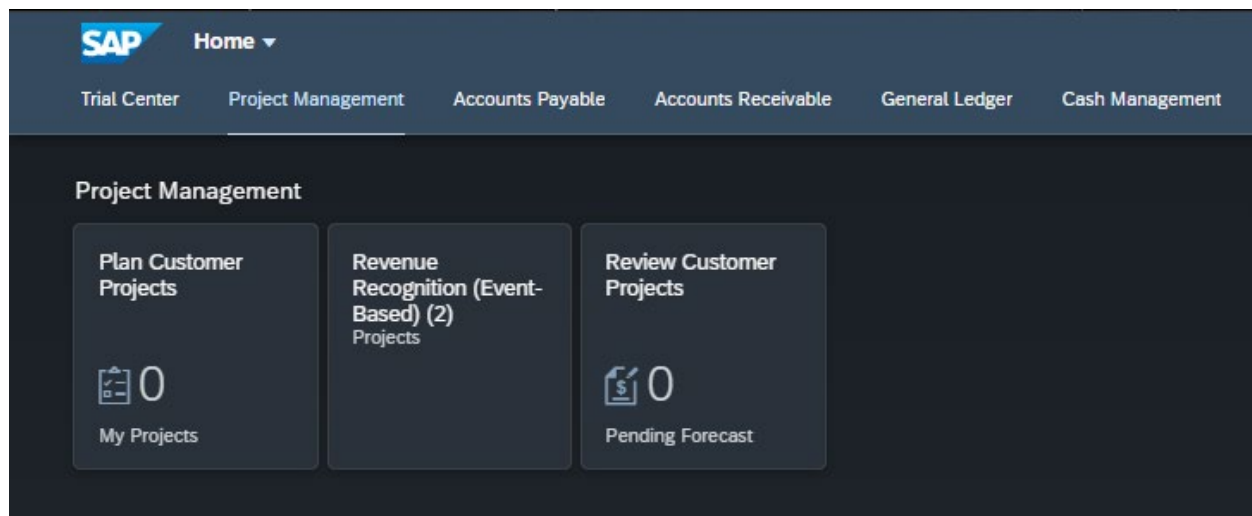 SAP Home
Trial Center Project Management Accounts Payable Accounts Receivable General Ledger Cash Management
Project Management
Plan Customer
Projects
0
My Projects
Revenue
Recognition (Event-
Based) (2)
Projects
Review Customer
Projects
$ 0
Pending Forecast